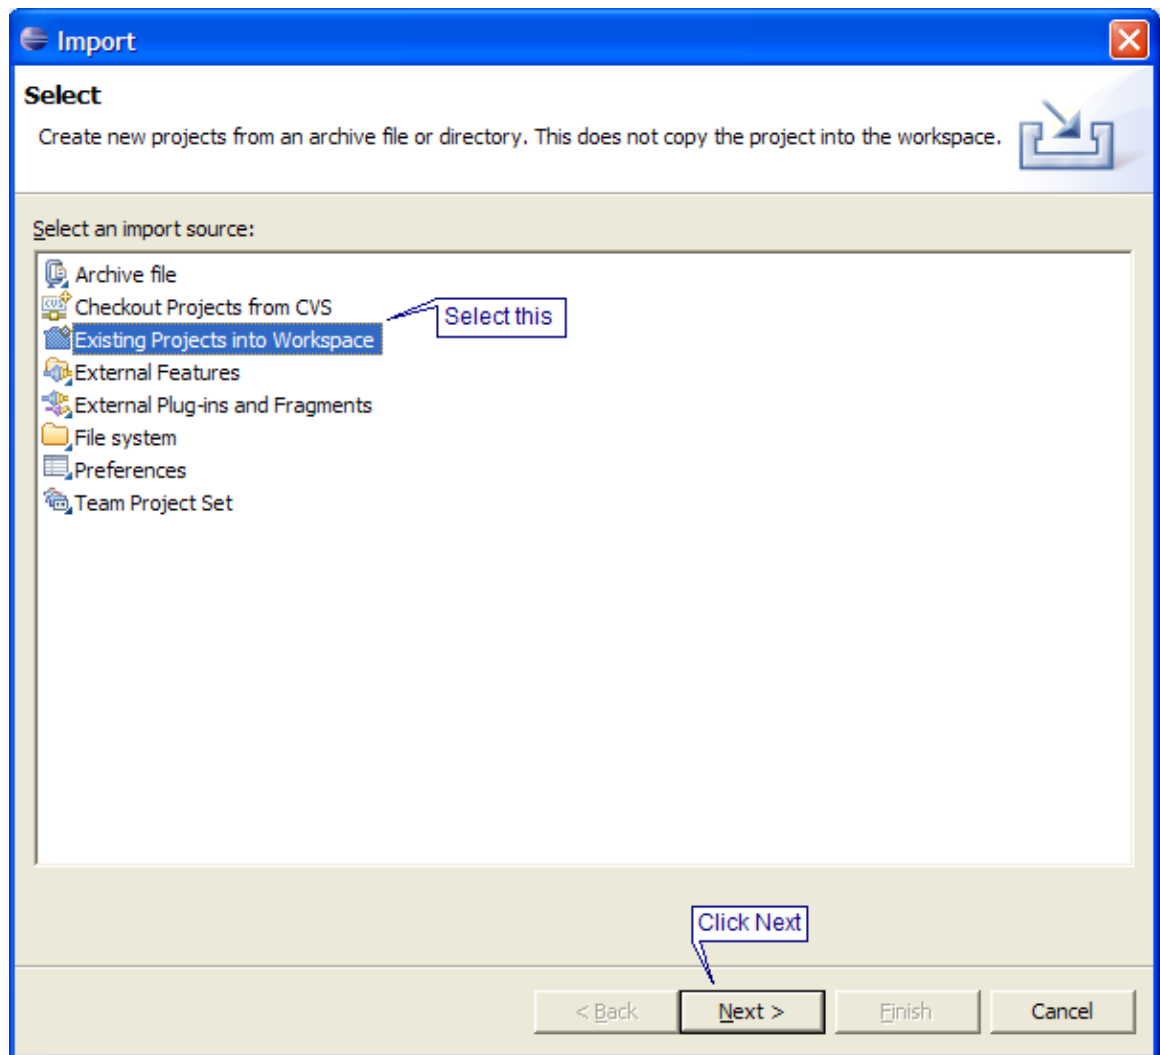 Import
Select
Create new projects from an archive file or directory. This does not copy the project into the workspace.
Select an import source:
Archive file
Checkout Projects from CVS
Select this
Existing Projects into Workspace
External Features
External Plug-ins and Fragments
File system
Preferences
Team Project Set
Click Next
< Back
Next >
Finish
Cancel